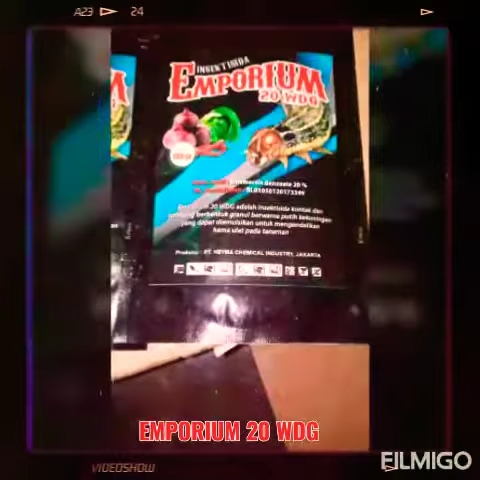 A23 24
INSEKTISIDA
EMPORIUM
20 WDG
Benzoate 20 %
Emporium 20 WDG adalah insektisida kontak dan
lambung berbentuk granul berwarna putih kekuningan
yang dapat diemulsikan untuk mengendalikan
hama ulat pada tanaman
PT. HEYMA CHEMICAL INDUSTRY, JAKARTA
EMPORIUM 20 WDG
VIDEOSHOW
FILMIGO